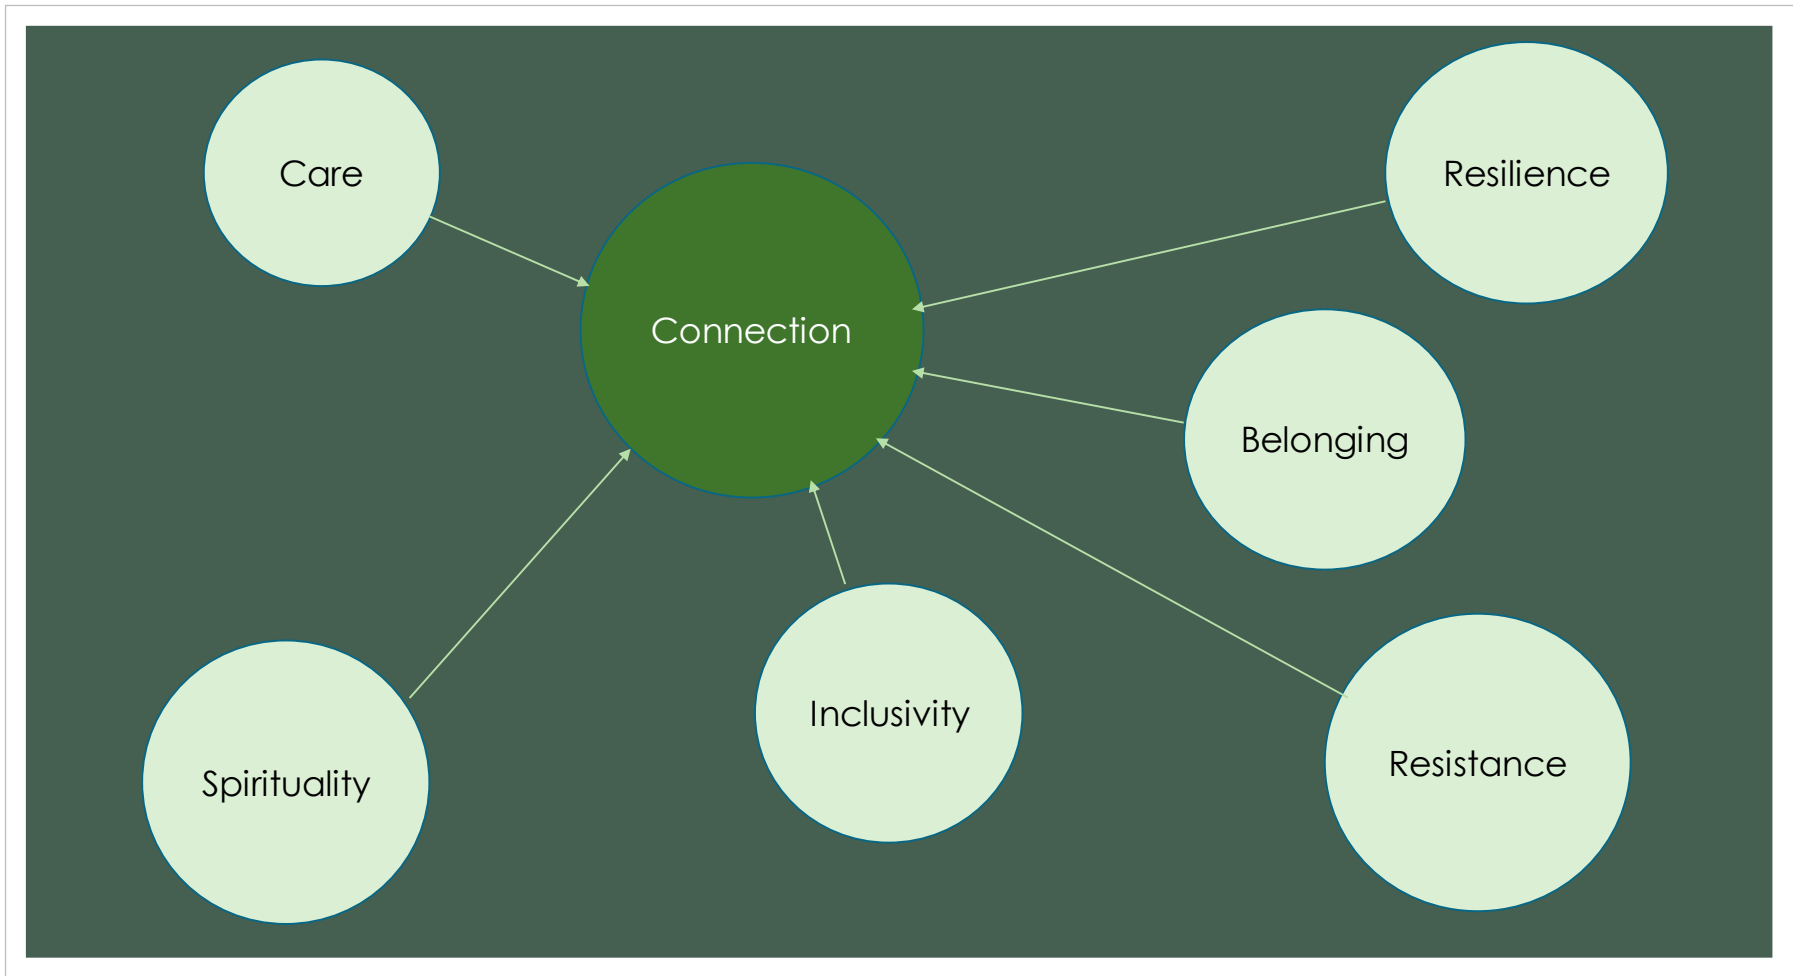 Care
Resilience
Connection
Belonging
Inclusivity
Resistance
Spirituality